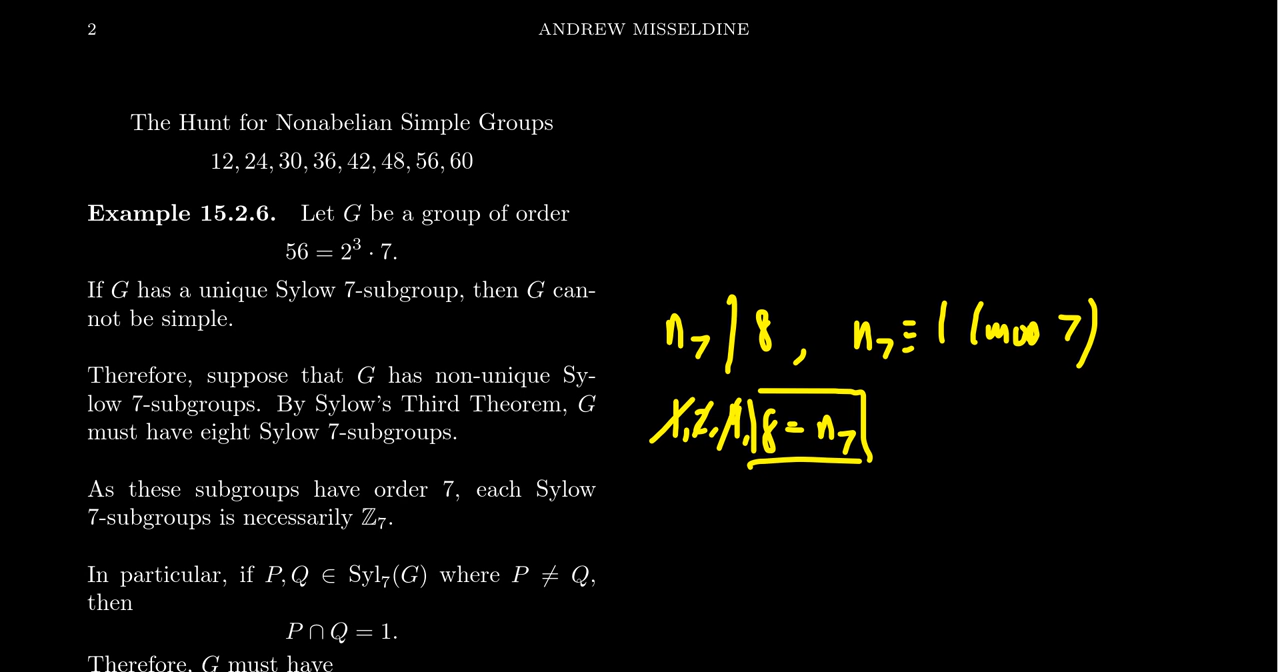 2 ANDREW MISSELDINE
The Hunt for Nonabelian Simple Groups
12, 24, 30, 36, 42, 48, 56, 60
Example 15.2.6. Let G be a group of order
56 = 2³ · 7.
If G has a unique Sylow 7-subgroup, then G can-
not be simple.
n₇ | 8, n₇ ≡ 1 (mod 7)
Therefore, suppose that G has non-unique Sy-
low 7-subgroups. By Sylow's Third Theorem, G
must have eight Sylow 7-subgroups.
1, 2, 4, 8 = n₇
As these subgroups have order 7, each Sylow
7-subgroups is necessarily ℤ₇.
In particular, if P, Q ∈ Syl₇(G) where P ≠ Q,
then
P ∩ Q = 1.
Therefore, G must have